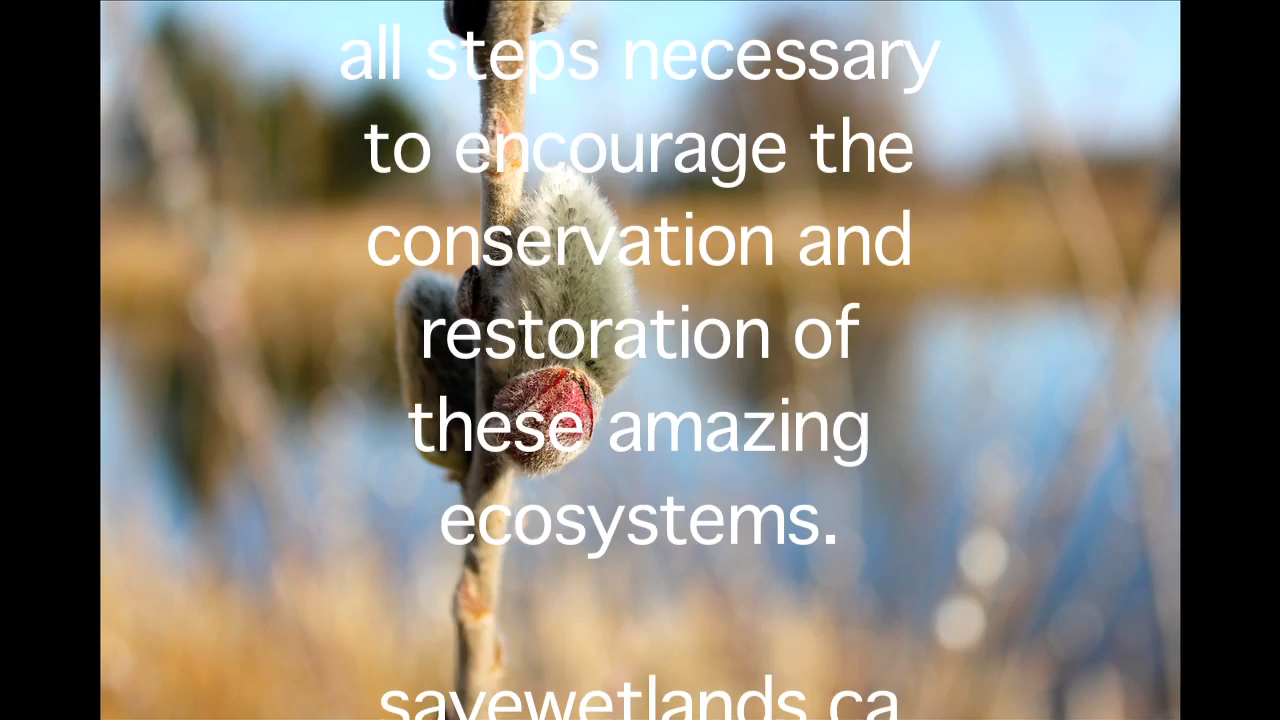 all steps necessary
to encourage the
conservation and
restoration of
these amazing
ecosystems.
savewetlands.ca